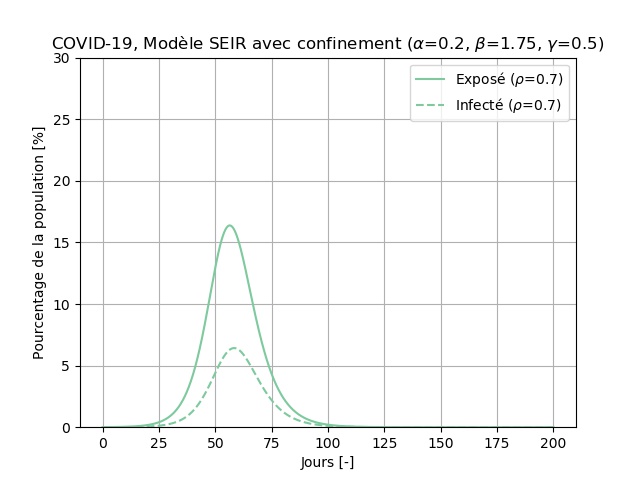 COVID-19, Modèle SEIR avec confinement (α=0.2, β=1.75, γ=0.5)
30
25
20
15
10
5
0
Pourcentage de la population [%]
Exposé (ρ=0.7)
Infecté (ρ=0.7)
0 25 50 75 100 125 150 175 200
Jours [-]